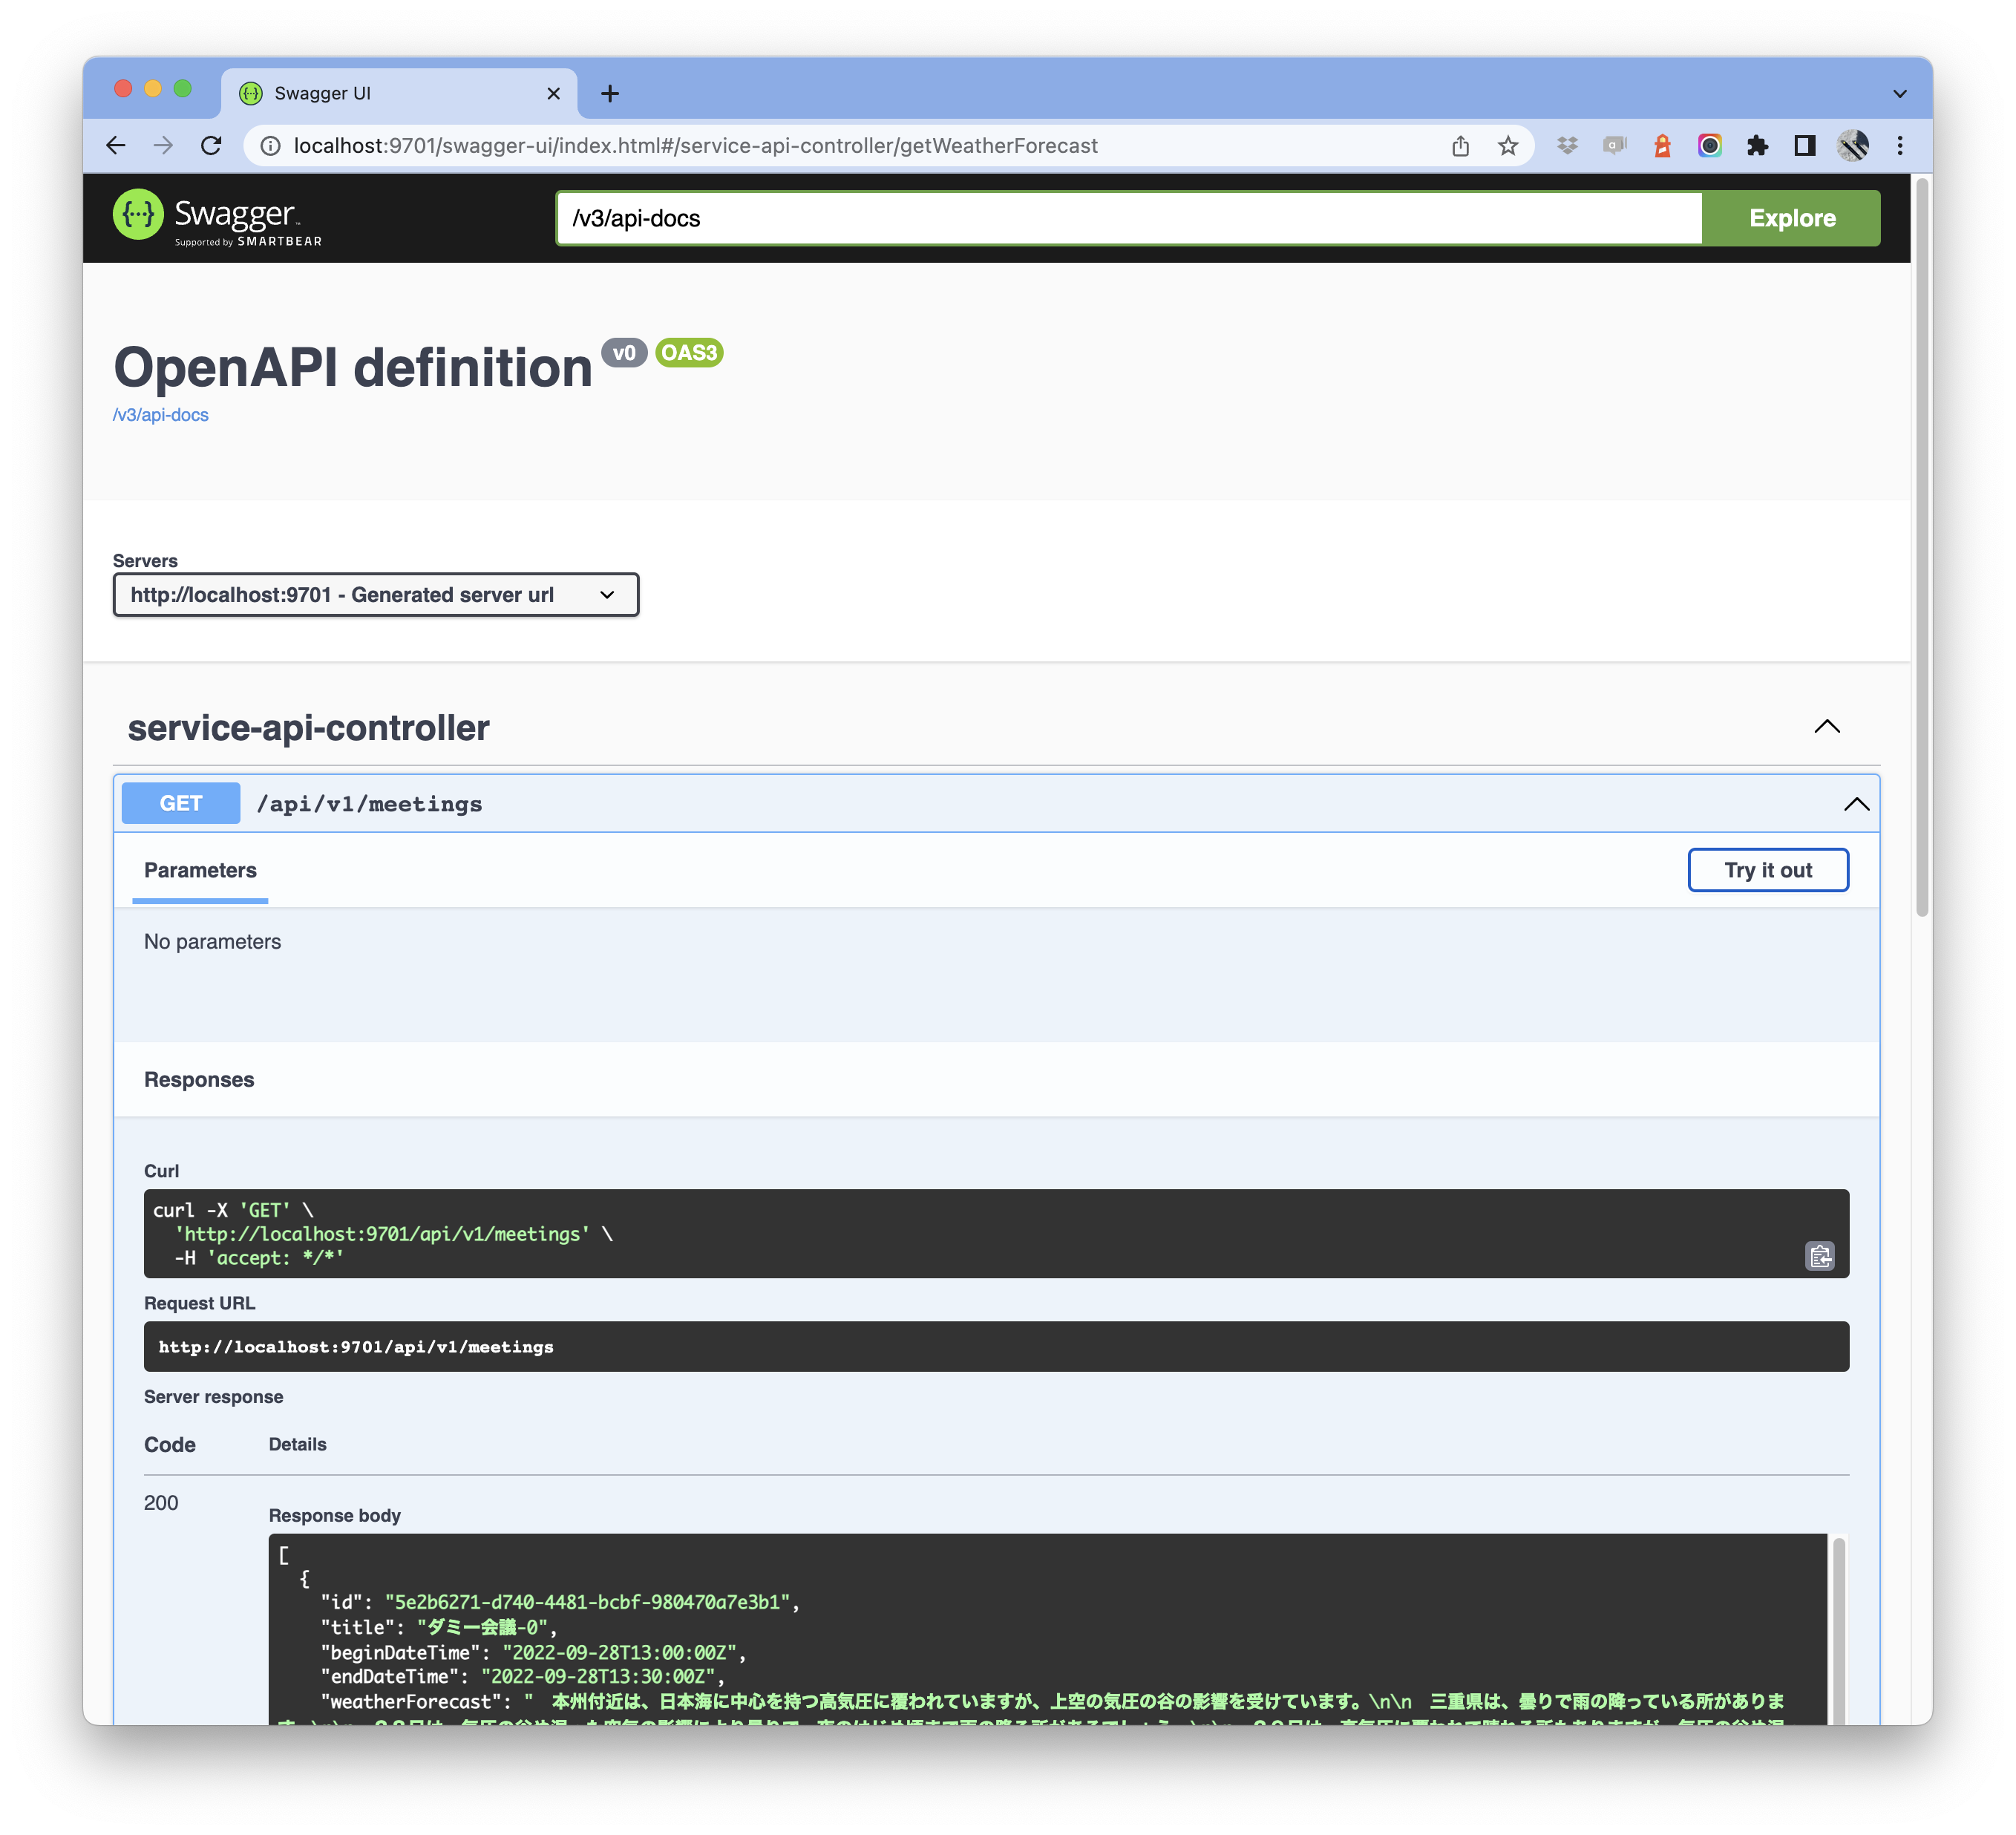 Swagger UI
localhost:9701/swagger-ui/index.html#/service-api-controller/getWeatherForecast
Swagger
Supported by SMARTBEAR
/v3/api-docs
Explore
OpenAPI definition v0 OAS3
/v3/api-docs
Servers
http://localhost:9701 - Generated server url
service-api-controller
GET /api/v1/meetings
Parameters
Try it out
No parameters
Responses
Curl
curl -X 'GET' \
'http://localhost:9701/api/v1/meetings' \
-H 'accept: */*'
Request URL
http://localhost:9701/api/v1/meetings
Server response
Code Details
200
Response body
[
{
"id": "5e2b6271-d740-4481-bcbf-980470a7e3b1",
"title": "ダミー会議-0",
"beginDateTime": "2022-09-28T13:00:00Z",
"endDateTime": "2022-09-28T13:30:00Z",
"weatherForecast": "　本州付近は、日本海に中心を持つ高気圧に覆われていますが、上空の気圧の谷の影響を受けています。\n\n　三重県は、曇りで雨の降っている所がありま